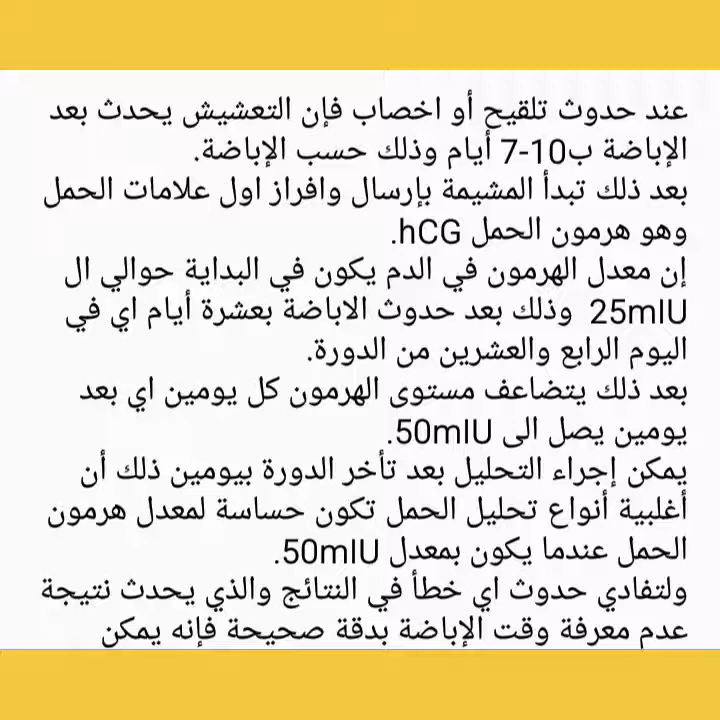 عند حدوث تلقيح أو اخصاب فإن التعشيش يحدث بعد
الإباضة ب10-7 أيام وذلك حسب الإباضة.
بعد ذلك تبدأ المشيمة بإرسال وافراز اول علامات الحمل
وهو هرمون الحمل hCG.
إن معدل الهرمون في الدم يكون في البداية حوالي ال
25mIU وذلك بعد حدوث الاباضة بعشرة أيام اي في
اليوم الرابع والعشرين من الدورة.
بعد ذلك يتضاعف مستوى الهرمون كل يومين اي بعد
يومين يصل الى 50mIU.
يمكن إجراء التحليل بعد تأخر الدورة بيومين ذلك أن
أغلبية أنواع تحليل الحمل تكون حساسة لمعدل هرمون
الحمل عندما يكون بمعدل 50mIU.
ولتفادي حدوث اي خطأ في النتائج والذي يحدث نتيجة
عدم معرفة وقت الإباضة بدقة صحيحة فإنه يمكن